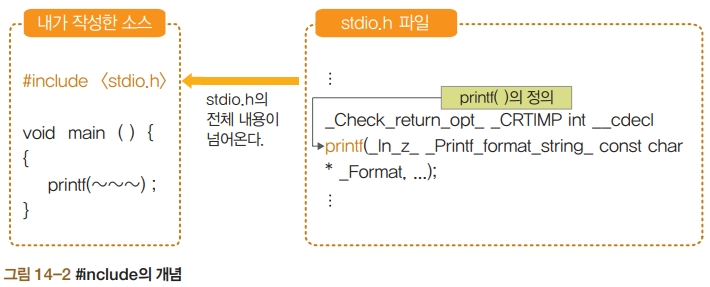 내가 작성한 소스
#include 〈stdio.h〉
void main ( ) {
{
printf(～～～) ;
}
stdio.h의
전체 내용이
넘어온다.
stdio.h 파일
⋮
printf( )의 정의
_Check_return_opt_ _CRTIMP int __cdecl
printf(_In_z_ _Printf_format_string_ const char
* _Format, ...);
⋮
그림 14-2 #include의 개념